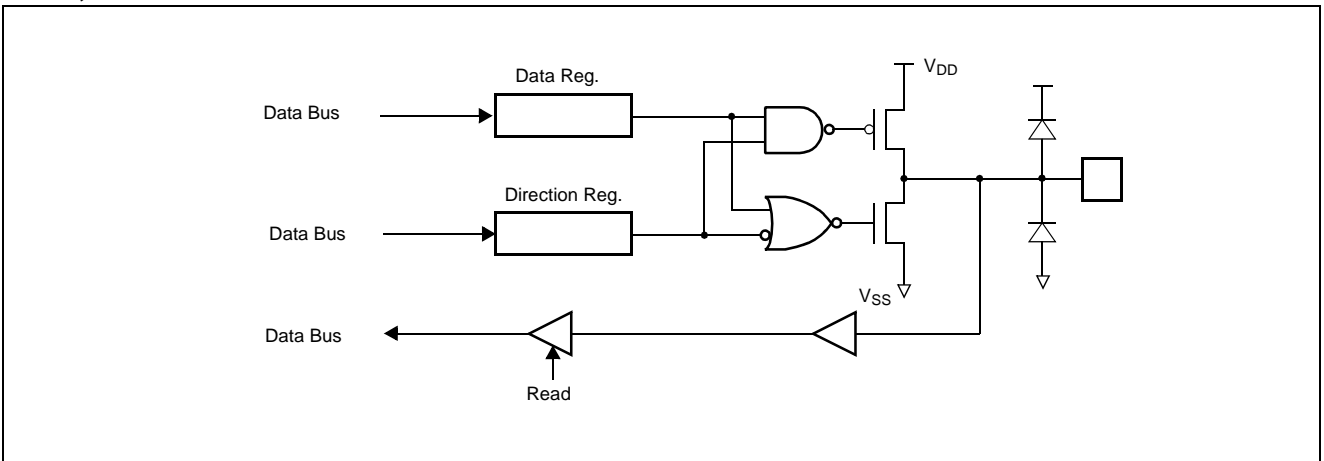 Data Reg.
Data Bus
VDD
Direction Reg.
Data Bus
VSS
Data Bus
Read